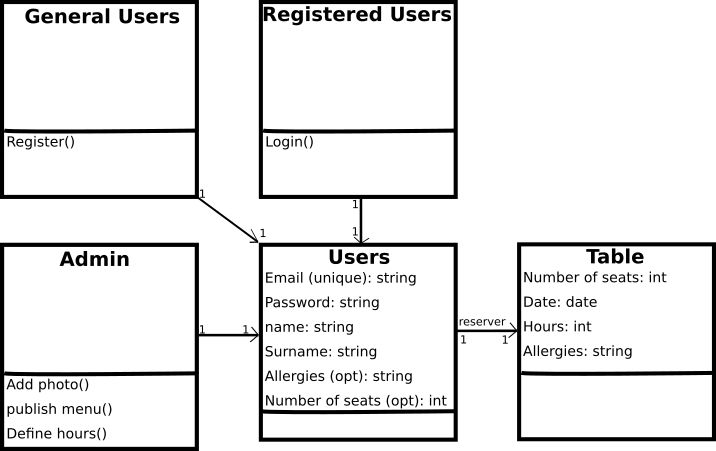 General Users
Register()
Registered Users
Login()
1
1
1
1
Admin
Add photo()
publish menu()
Define hours()
1
1
Users
Email (unique): string
Password: string
name: string
Surname: string
Allergies (opt): string
Number of seats (opt): int
reserver
1
1
Table
Number of seats: int
Date: date
Hours: int
Allergies: string